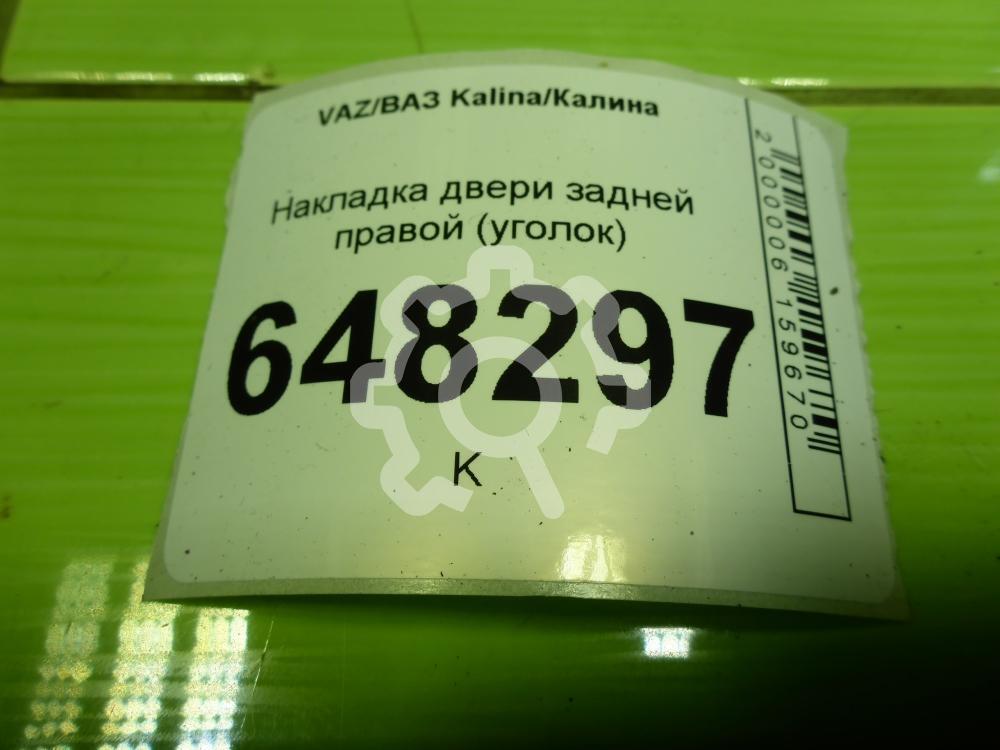 VAZ/ВАЗ Kalina/Калина
Накладка двери задней
правой (уголок)
648297
К
2000006159670